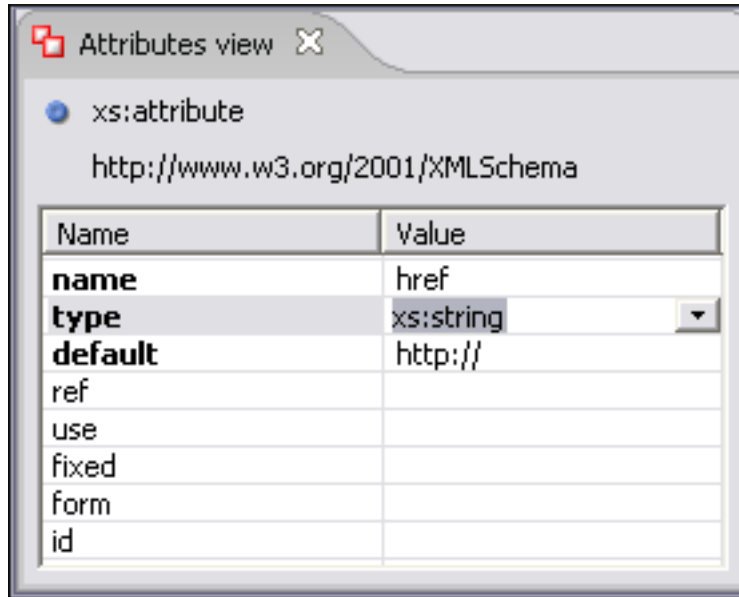 Attributes view
xs:attribute
http://www.w3.org/2001/XMLSchema
Name Value
name href
type xs:string
default http://
ref
use
fixed
form
id